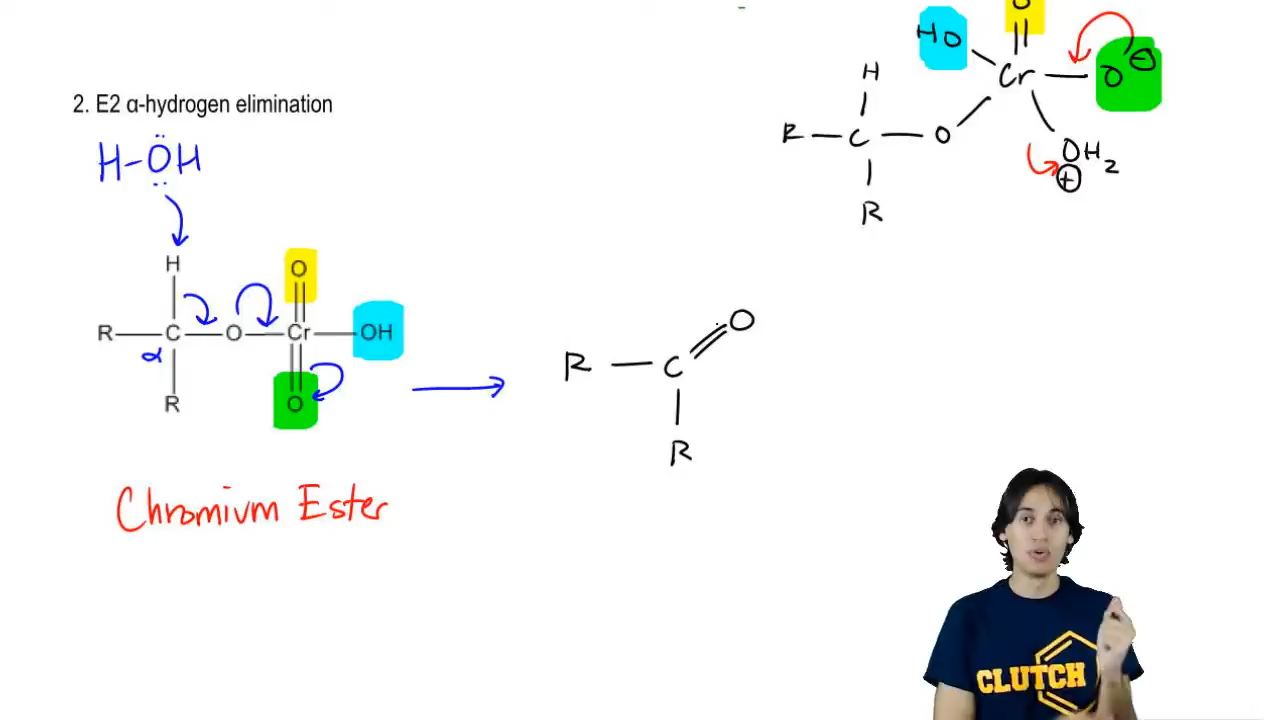 2. E2 α-hydrogen elimination
H-ÖH
H
R C O Cr OH
O
O
α
R
Chromium Ester
HO O
Cr O ⊖
H
R C O
OH2
⊕
R
O
R C
R
CLUTCH